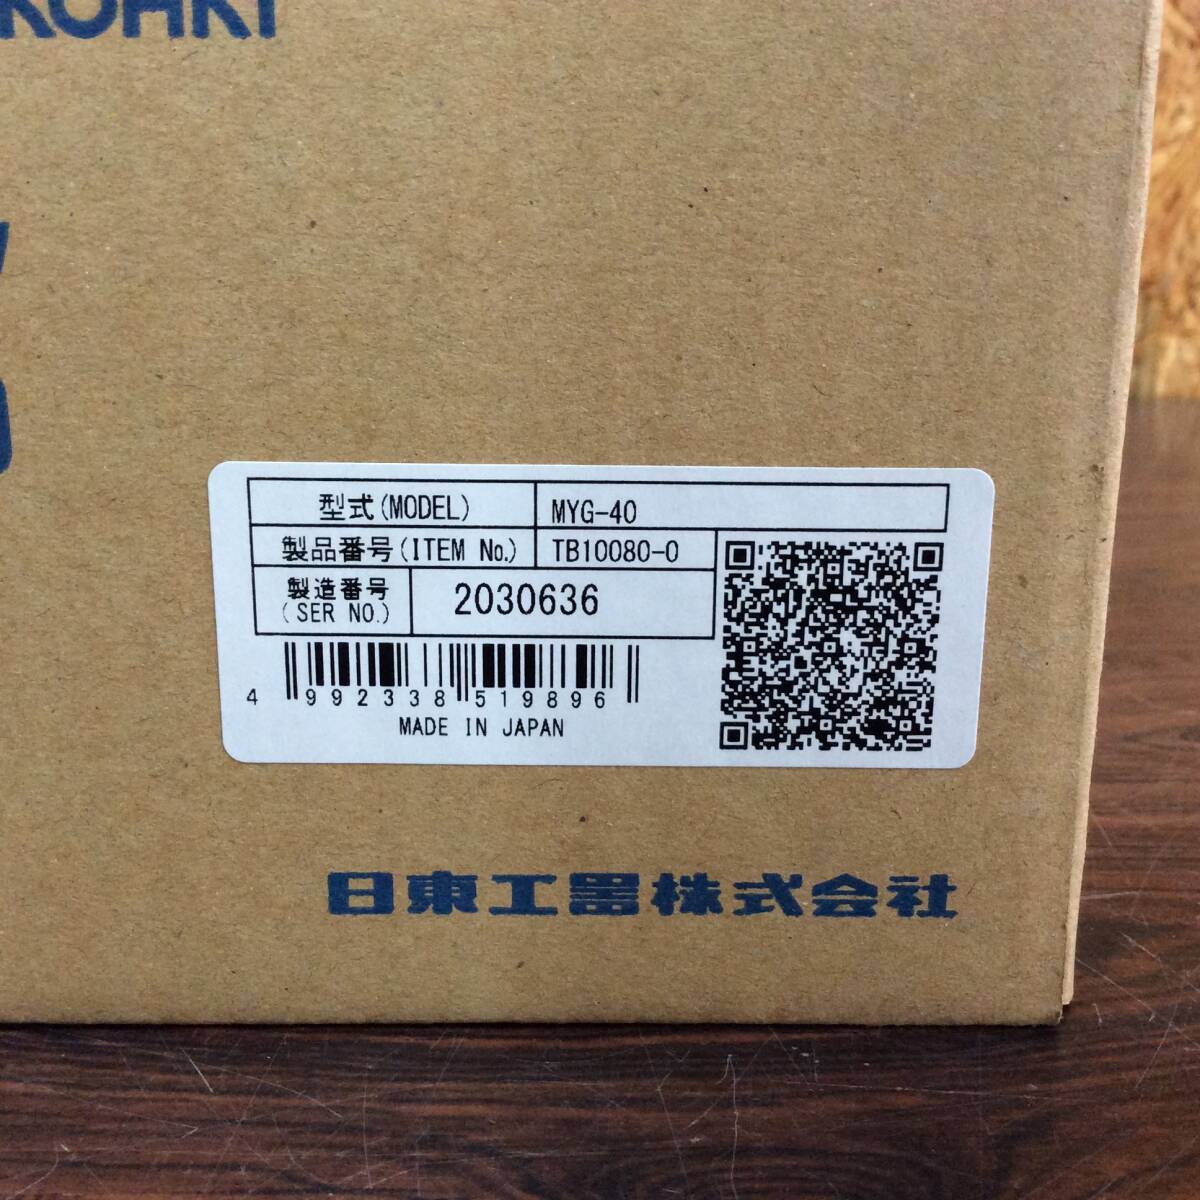 KOHKI
型式(MODEL) MYG-40
製品番号(ITEM No.) TB10080-0
製造番号
(SER NO.) 2030636
4 992338 519896
MADE IN JAPAN
日東工器株式会社